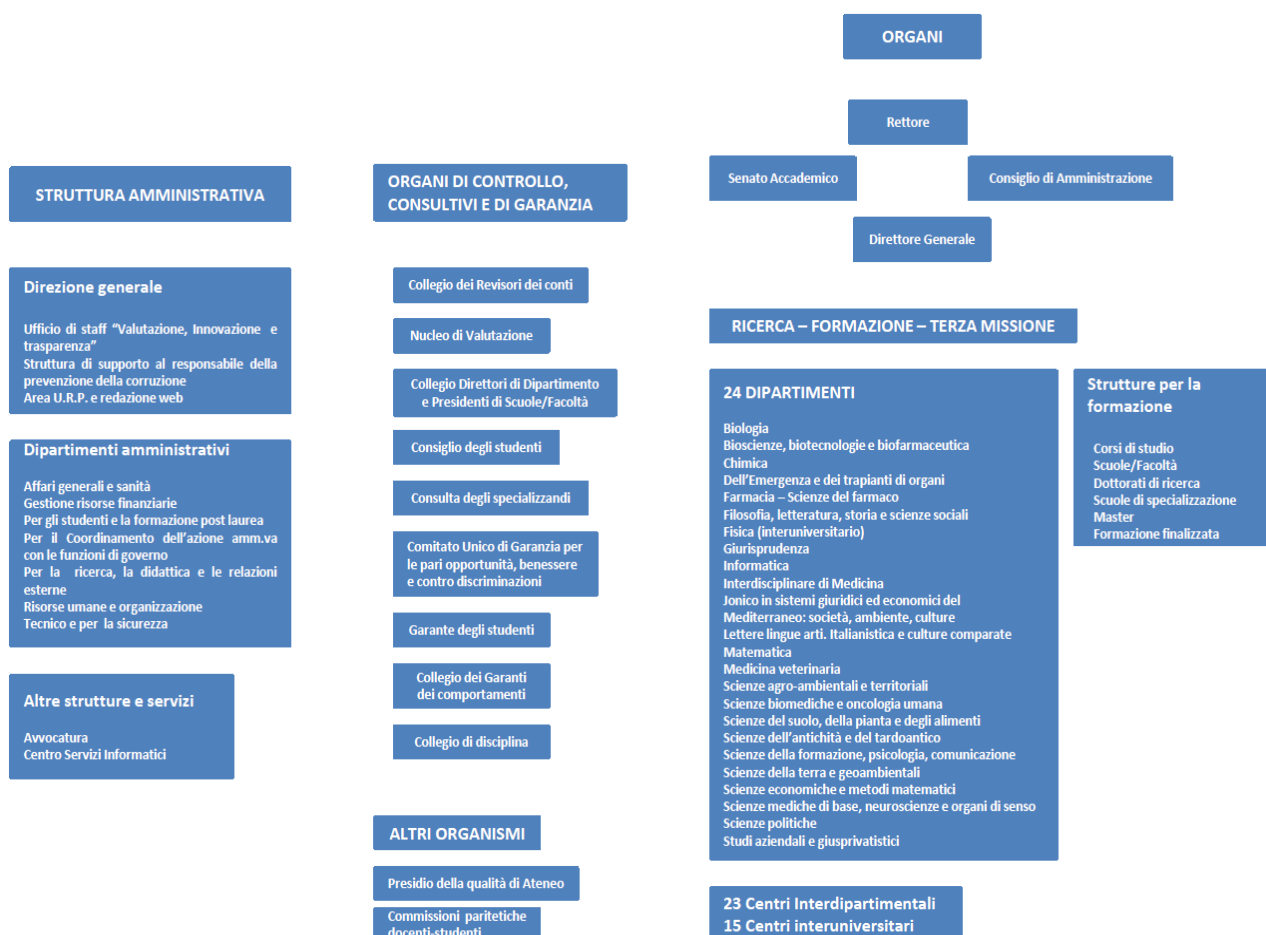 ORGANI
Rettore
Senato Accademico
Consiglio di Amministrazione
Direttore Generale
STRUTTURA AMMINISTRATIVA
Direzione generale
Ufficio di staff “Valutazione, Innovazione e
trasparenza”
Struttura di supporto al responsabile della
prevenzione della corruzione
Area U.R.P. e redazione web
Dipartimenti amministrativi
Affari generali e sanità
Gestione risorse finanziarie
Per gli studenti e la formazione post laurea
Per il Coordinamento dell’azione amm.va
con le funzioni di governo
Per la ricerca, la didattica e le relazioni
esterne
Risorse umane e organizzazione
Tecnico e per la sicurezza
Altre strutture e servizi
Avvocatura
Centro Servizi Informatici
ORGANI DI CONTROLLO,
CONSULTIVI E DI GARANZIA
Collegio dei Revisori dei conti
Nucleo di Valutazione
Collegio Direttori di Dipartimento
e Presidenti di Scuole/Facoltà
Consiglio degli studenti
Consulta degli specializzandi
Comitato Unico di Garanzia per
le pari opportunità, benessere
e contro discriminazioni
Garante degli studenti
Collegio dei Garanti
dei comportamenti
Collegio di disciplina
ALTRI ORGANISMI
Presidio della qualità di Ateneo
Commissioni paritetiche
docenti-studenti
RICERCA – FORMAZIONE – TERZA MISSIONE
24 DIPARTIMENTI
Biologia
Bioscienze, biotecnologie e biofarmaceutica
Chimica
Dell’Emergenza e dei trapianti di organi
Farmacia – Scienze del farmaco
Filosofia, letteratura, storia e scienze sociali
Fisica (interuniversitario)
Giurisprudenza
Informatica
Interdisciplinare di Medicina
Jonico in sistemi giuridici ed economici del
Mediterraneo: società, ambiente, culture
Lettere lingue arti. Italianistica e culture comparate
Matematica
Medicina veterinaria
Scienze agro-ambientali e territoriali
Scienze biomediche e oncologia umana
Scienze del suolo, della pianta e degli alimenti
Scienze dell’antichità e del tardoantico
Scienze della formazione, psicologia, comunicazione
Scienze della terra e geoambientali
Scienze economiche e metodi matematici
Scienze mediche di base, neuroscienze e organi di senso
Scienze politiche
Studi aziendali e giusprivatistici
Strutture per la
formazione
Corsi di studio
Scuole/Facoltà
Dottorati di ricerca
Scuole di specializzazione
Master
Formazione finalizzata
23 Centri Interdipartimentali
15 Centri interuniversitari